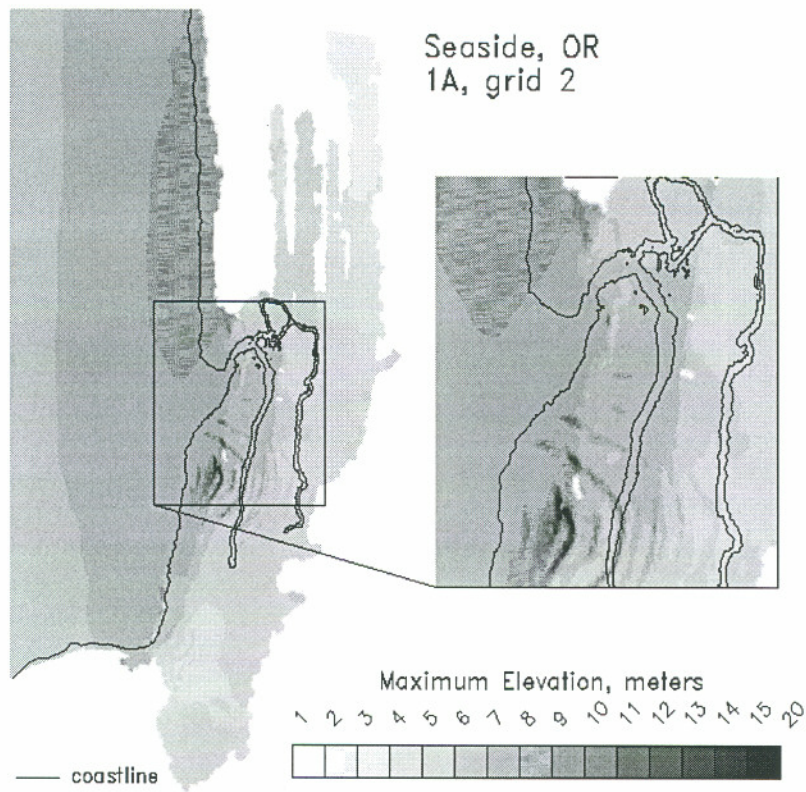 Seaside, OR
1A, grid 2
Maximum Elevation, meters
1 2 3 4 5 6 7 8 9 10 11 12 13 14 15 20
coastline